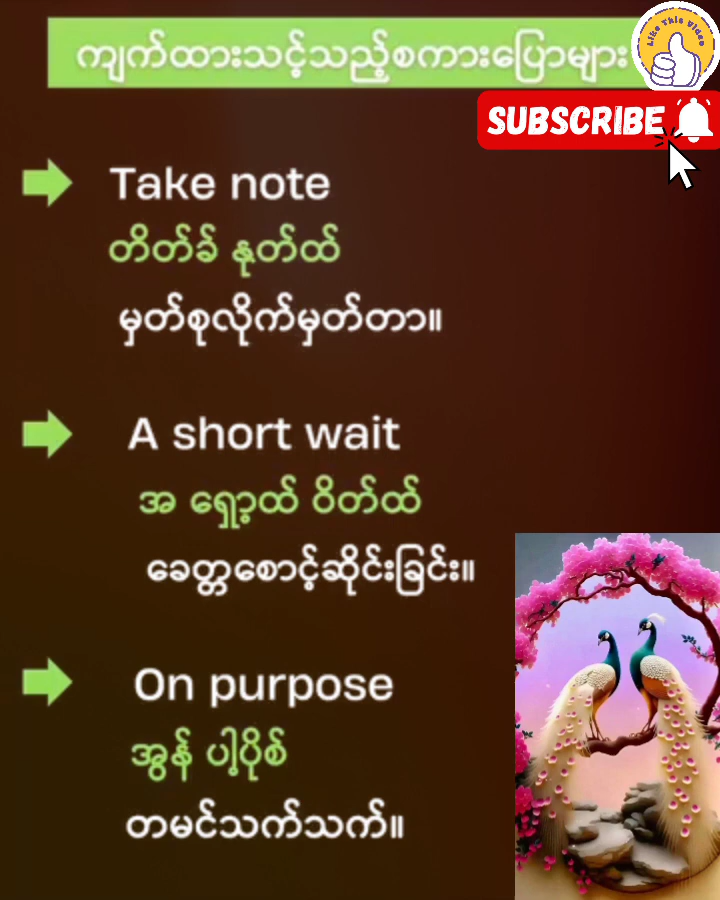 ကျက်ထားသင့်သည့်စကားပြောများ
Like This Video
SUBSCRIBE
Take note
တိတ်ခ် နုတ်ထ်
မှတ်စုလိုက်မှတ်တာ။
A short wait
အ ရှော့ထ် ဝိတ်ထ်
ခေတ္တစောင့်ဆိုင်းခြင်း။
On purpose
အွန် ပါ့ပိုစ်
တမင်သက်သက်။